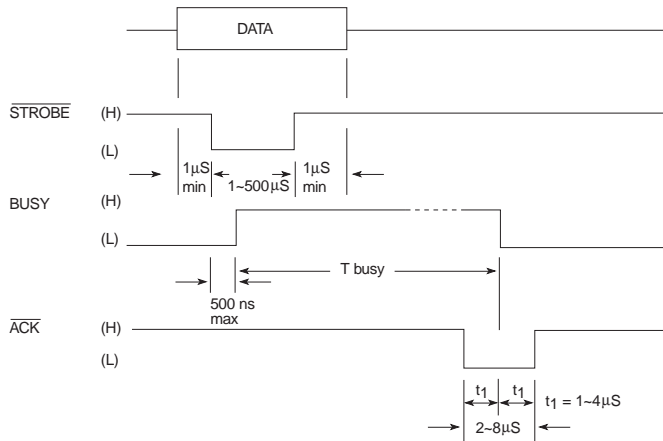 DATA
STROBE (H)
(L)
1µS
min
1~500µS
1µS
min
BUSY (H)
(L)
T busy
500 ns
max
ACK (H)
(L)
t1 t1 t1 = 1~4µS
2~8µS